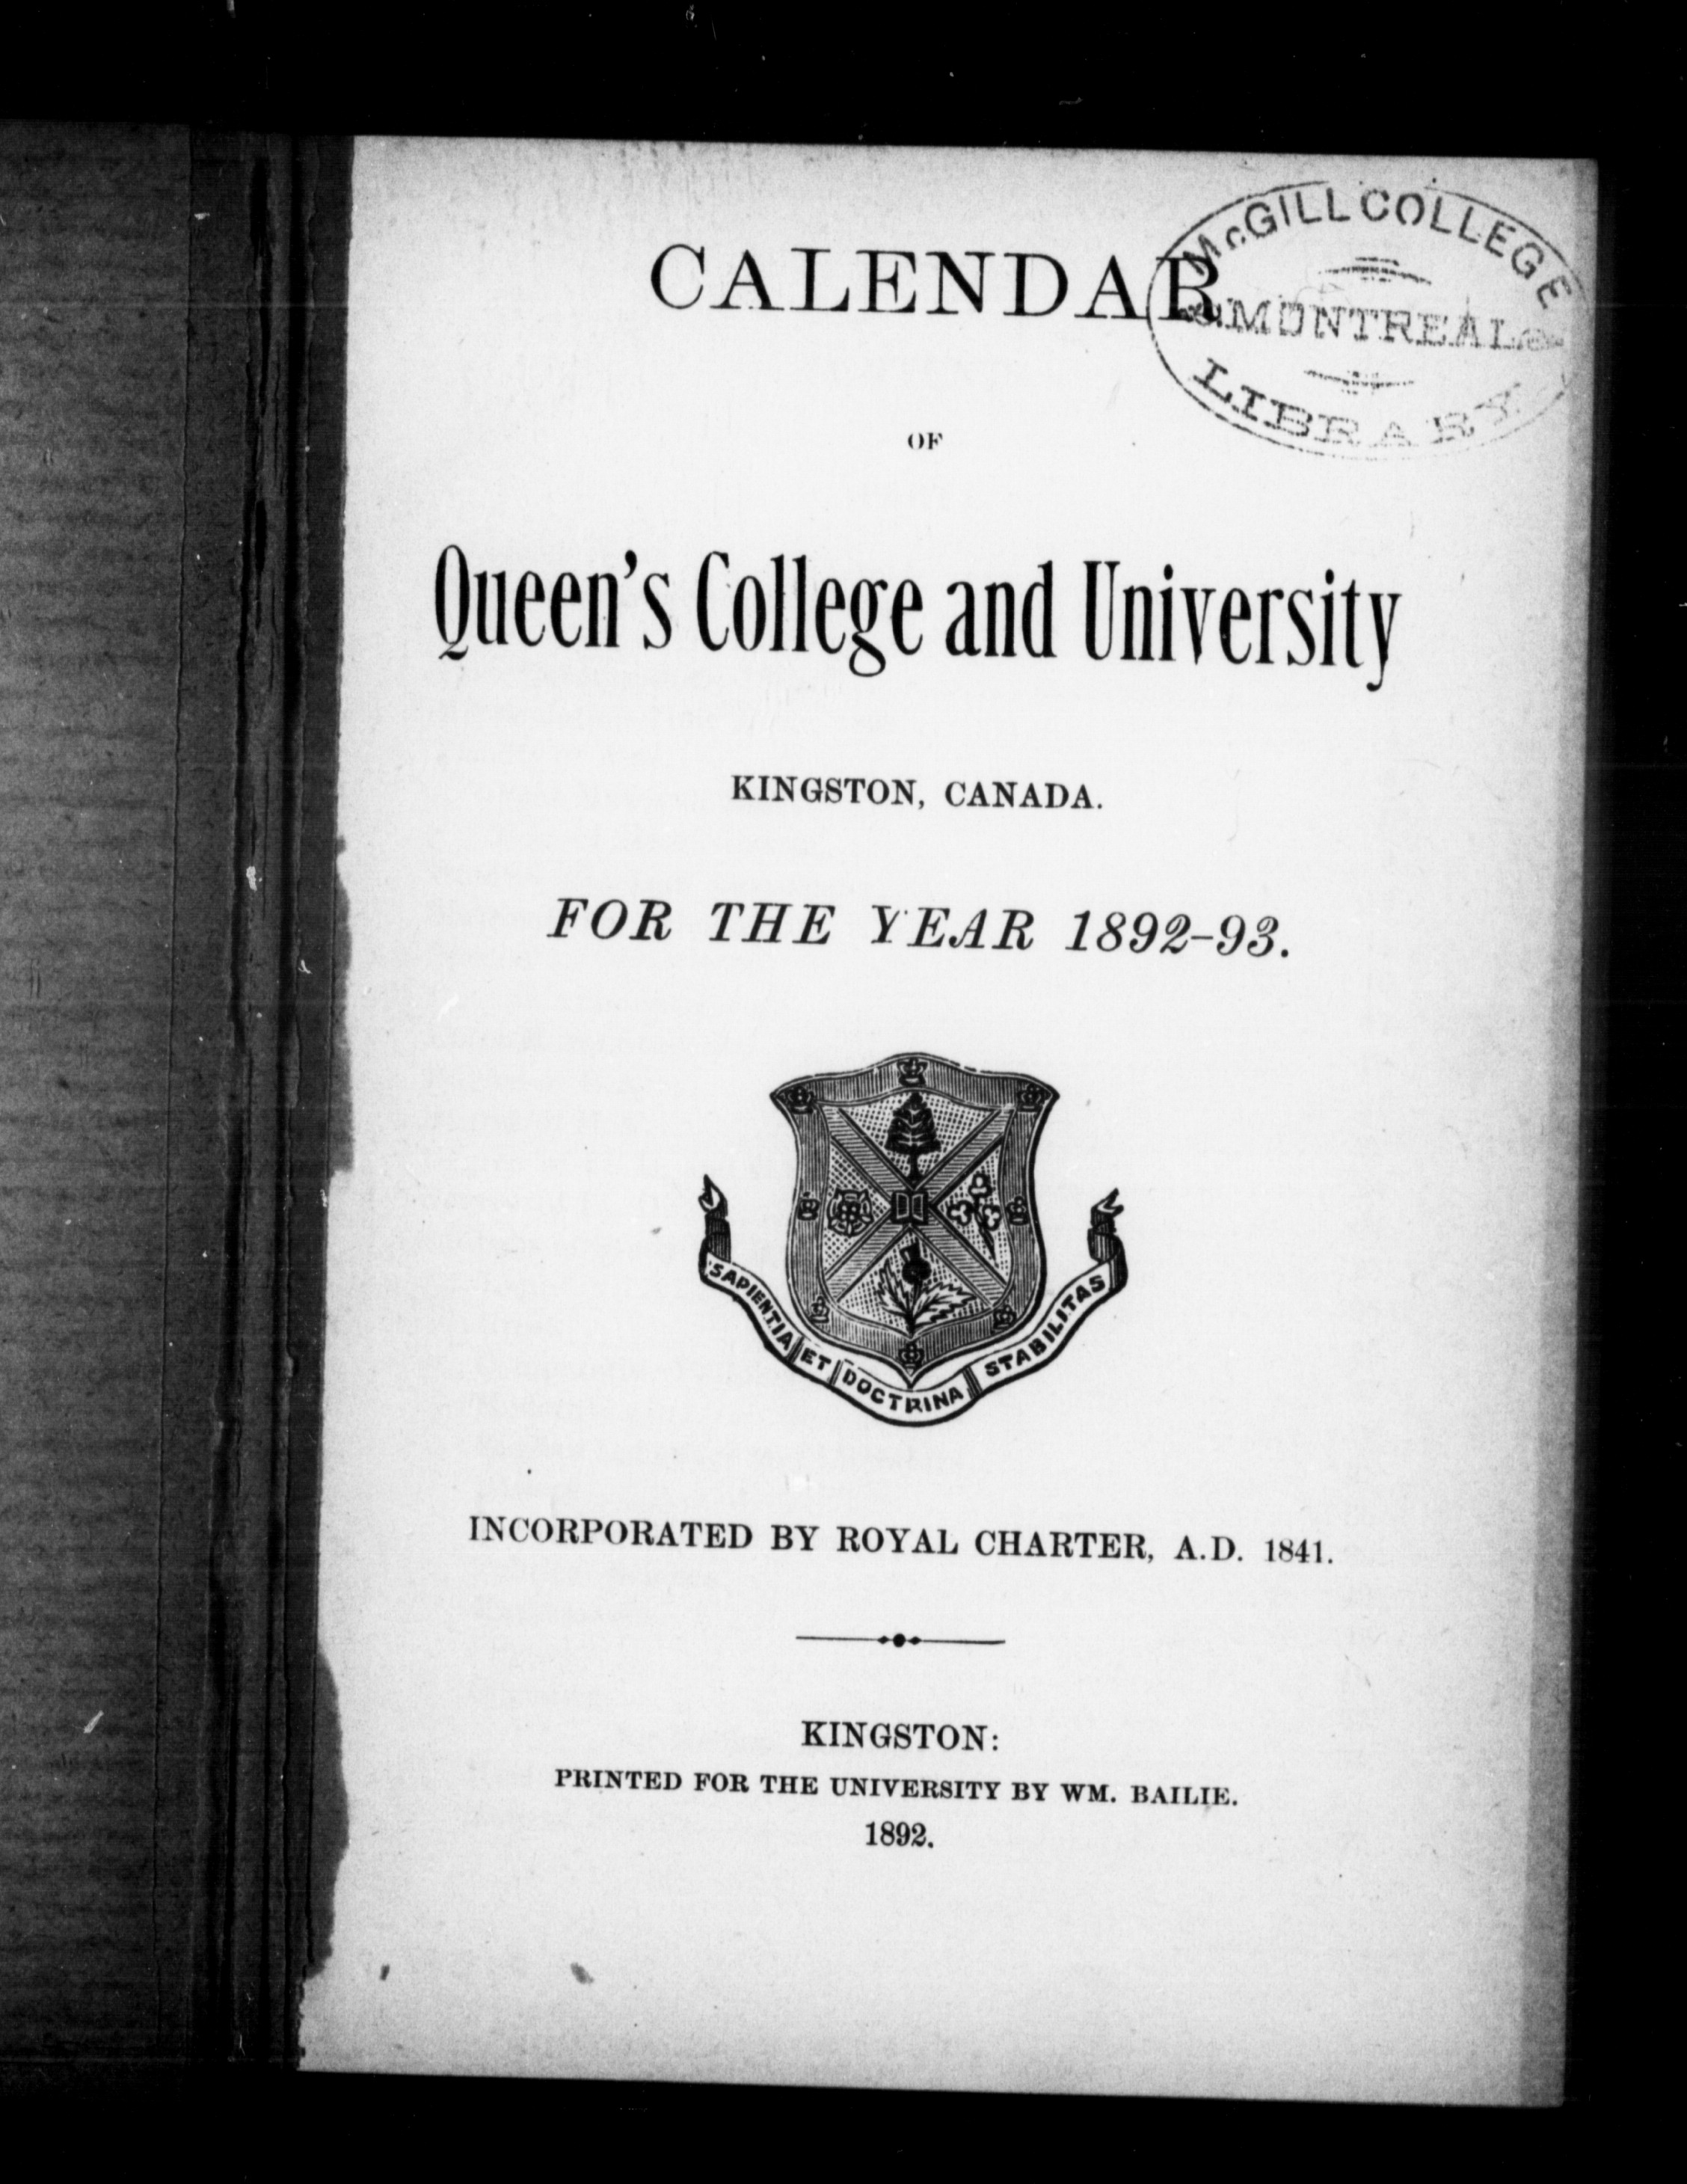 CALENDAR
McGILL COLLEGE
MONTREAL
LIBRARY
OF
Queen's College and University
KINGSTON, CANADA.
FOR THE YEAR 1892-93.
SAPIENTIA ET DOCTRINA STABILITAS
INCORPORATED BY ROYAL CHARTER, A.D. 1841.
KINGSTON:
PRINTED FOR THE UNIVERSITY BY WM. BAILIE.
1892.